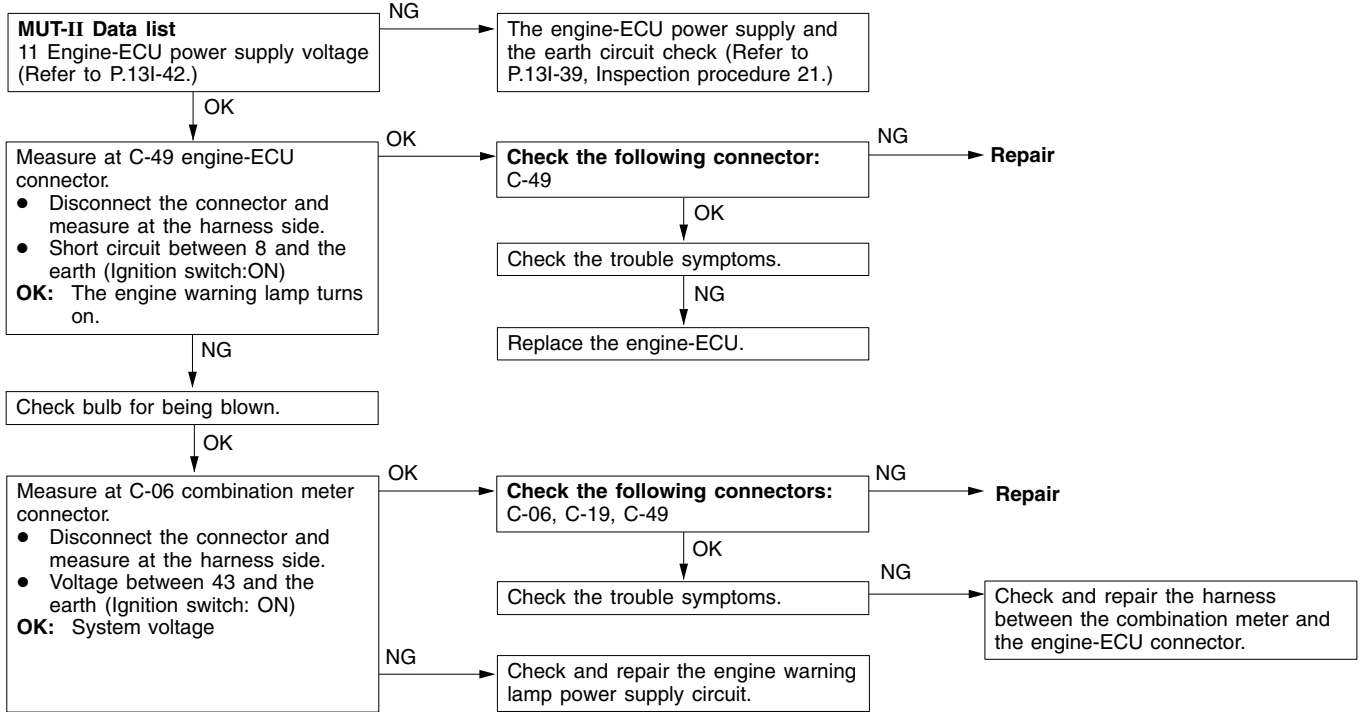 MUT-II Data list
11 Engine-ECU power supply voltage
(Refer to P.13I-42.)
NG
The engine-ECU power supply and
the earth circuit check (Refer to
P.13I-39, Inspection procedure 21.)
OK
Measure at C-49 engine-ECU
connector.
● Disconnect the connector and
measure at the harness side.
● Short circuit between 8 and the
earth (Ignition switch:ON)
OK: The engine warning lamp turns
on.
OK
Check the following connector:
C-49
NG
Repair
OK
Check the trouble symptoms.
NG
Replace the engine-ECU.
NG
Check bulb for being blown.
OK
Measure at C-06 combination meter
connector.
● Disconnect the connector and
measure at the harness side.
● Voltage between 43 and the
earth (Ignition switch: ON)
OK: System voltage
OK
Check the following connectors:
C-06, C-19, C-49
NG
Repair
OK
Check the trouble symptoms.
NG
Check and repair the harness
between the combination meter and
the engine-ECU connector.
NG
Check and repair the engine warning
lamp power supply circuit.